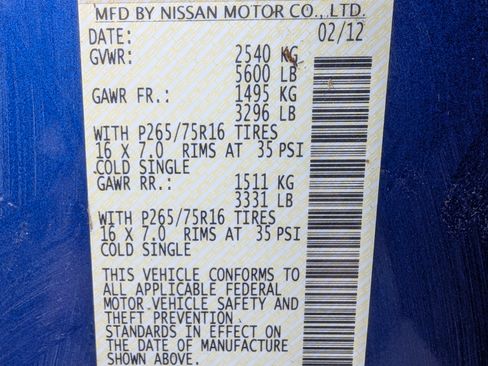 MFD BY NISSAN MOTOR CO., LTD.
DATE: 02/12
GVWR: 2540 KG
5600 LB
GAWR FR.: 1495 KG
3296 LB
WITH P265/75R16 TIRES
16 X 7.0 RIMS AT 35 PSI
COLD SINGLE
GAWR RR.: 1511 KG
3331 LB
WITH P265/75R16 TIRES
16 X 7.0 RIMS AT 35 PSI
COLD SINGLE
THIS VEHICLE CONFORMS TO
ALL APPLICABLE FEDERAL
MOTOR VEHICLE SAFETY AND
THEFT PREVENTION
STANDARDS IN EFFECT ON
THE DATE OF MANUFACTURE
SHOWN ABOVE.